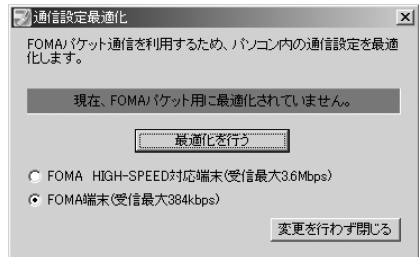 通信設定最適化
FOMAパケット通信を利用するため、パソコン内の通信設定を最適
化します。
現在、FOMAパケット用に最適化されていません。
最適化を行う
FOMA HIGH-SPEED対応端末(受信最大3.6Mbps)
FOMA端末(受信最大384kbps)
変更を行わず閉じる